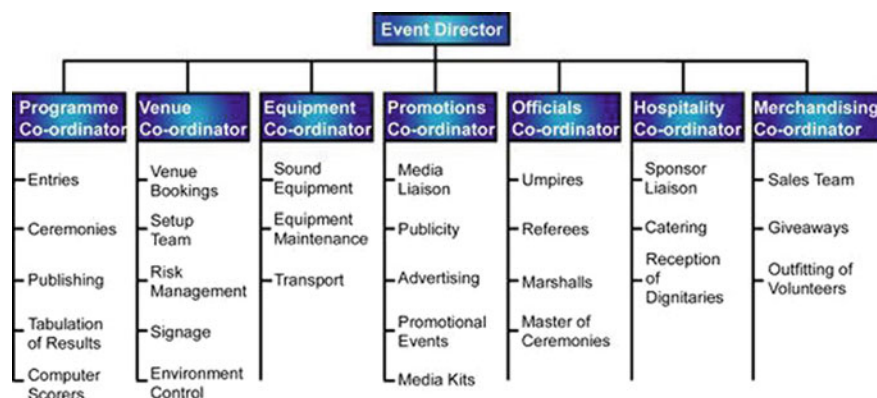 Event Director
Programme
Co-ordinator
Entries
Ceremonies
Publishing
Tabulation
of Results
Computer
Scorers
Venue
Co-ordinator
Venue
Bookings
Setup
Team
Risk
Management
Signage
Environment
Control
Equipment
Co-ordinator
Sound
Equipment
Equipment
Maintenance
Transport
Promotions
Co-ordinator
Media
Liaison
Publicity
Advertising
Promotional
Events
Media Kits
Officials
Co-ordinator
Umpires
Referees
Marshalls
Master of
Ceremonies
Hospitality
Co-ordinator
Sponsor
Liaison
Catering
Reception
of
Dignitaries
Merchandising
Co-ordinator
Sales Team
Giveaways
Outfitting of
Volunteers